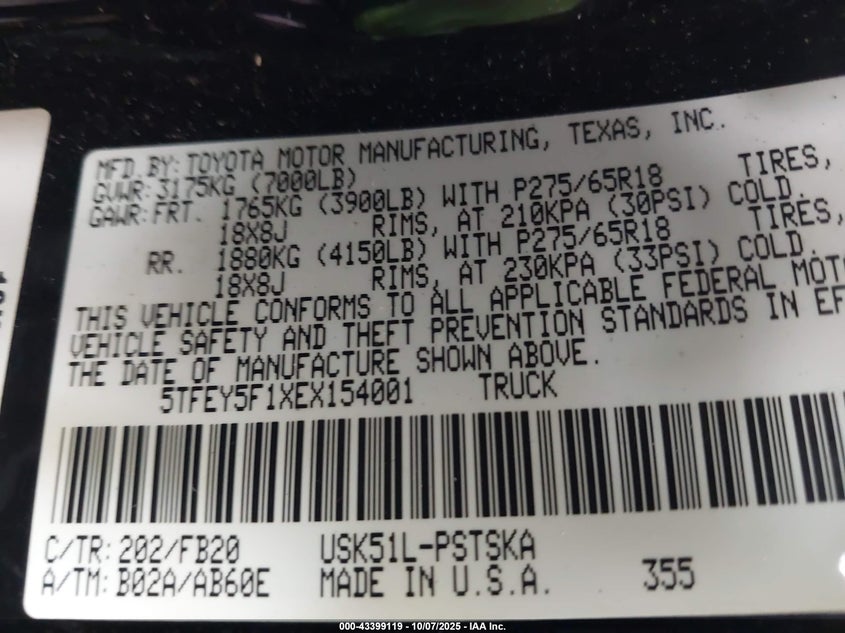 MFD.BY:TOYOTA MOTOR MANUFACTURING, TEXAS, INC.
GVWR:3175KG (7000LB)
GAWR:FRT. 1765KG (3900LB) WITH P275/65R18 TIRES,
18X8J RIMS, AT 210KPA (30PSI) COLD.
RR. 1880KG (4150LB) WITH P275/65R18 TIRES,
18X8J RIMS, AT 230KPA (33PSI) COLD.
THIS VEHICLE CONFORMS TO ALL APPLICABLE FEDERAL MOT
VEHICLE SAFETY AND THEFT PREVENTION STANDARDS IN EF
THE DATE OF MANUFACTURE SHOWN ABOVE.
5TFEY5F1XEX154001 TRUCK
C/TR:202/FB20 USK51L-PSTSKA
A/TM:B02A/AB60E MADE IN U.S.A. 355
000-43399119 - 10/07/2025 - IAA Inc.